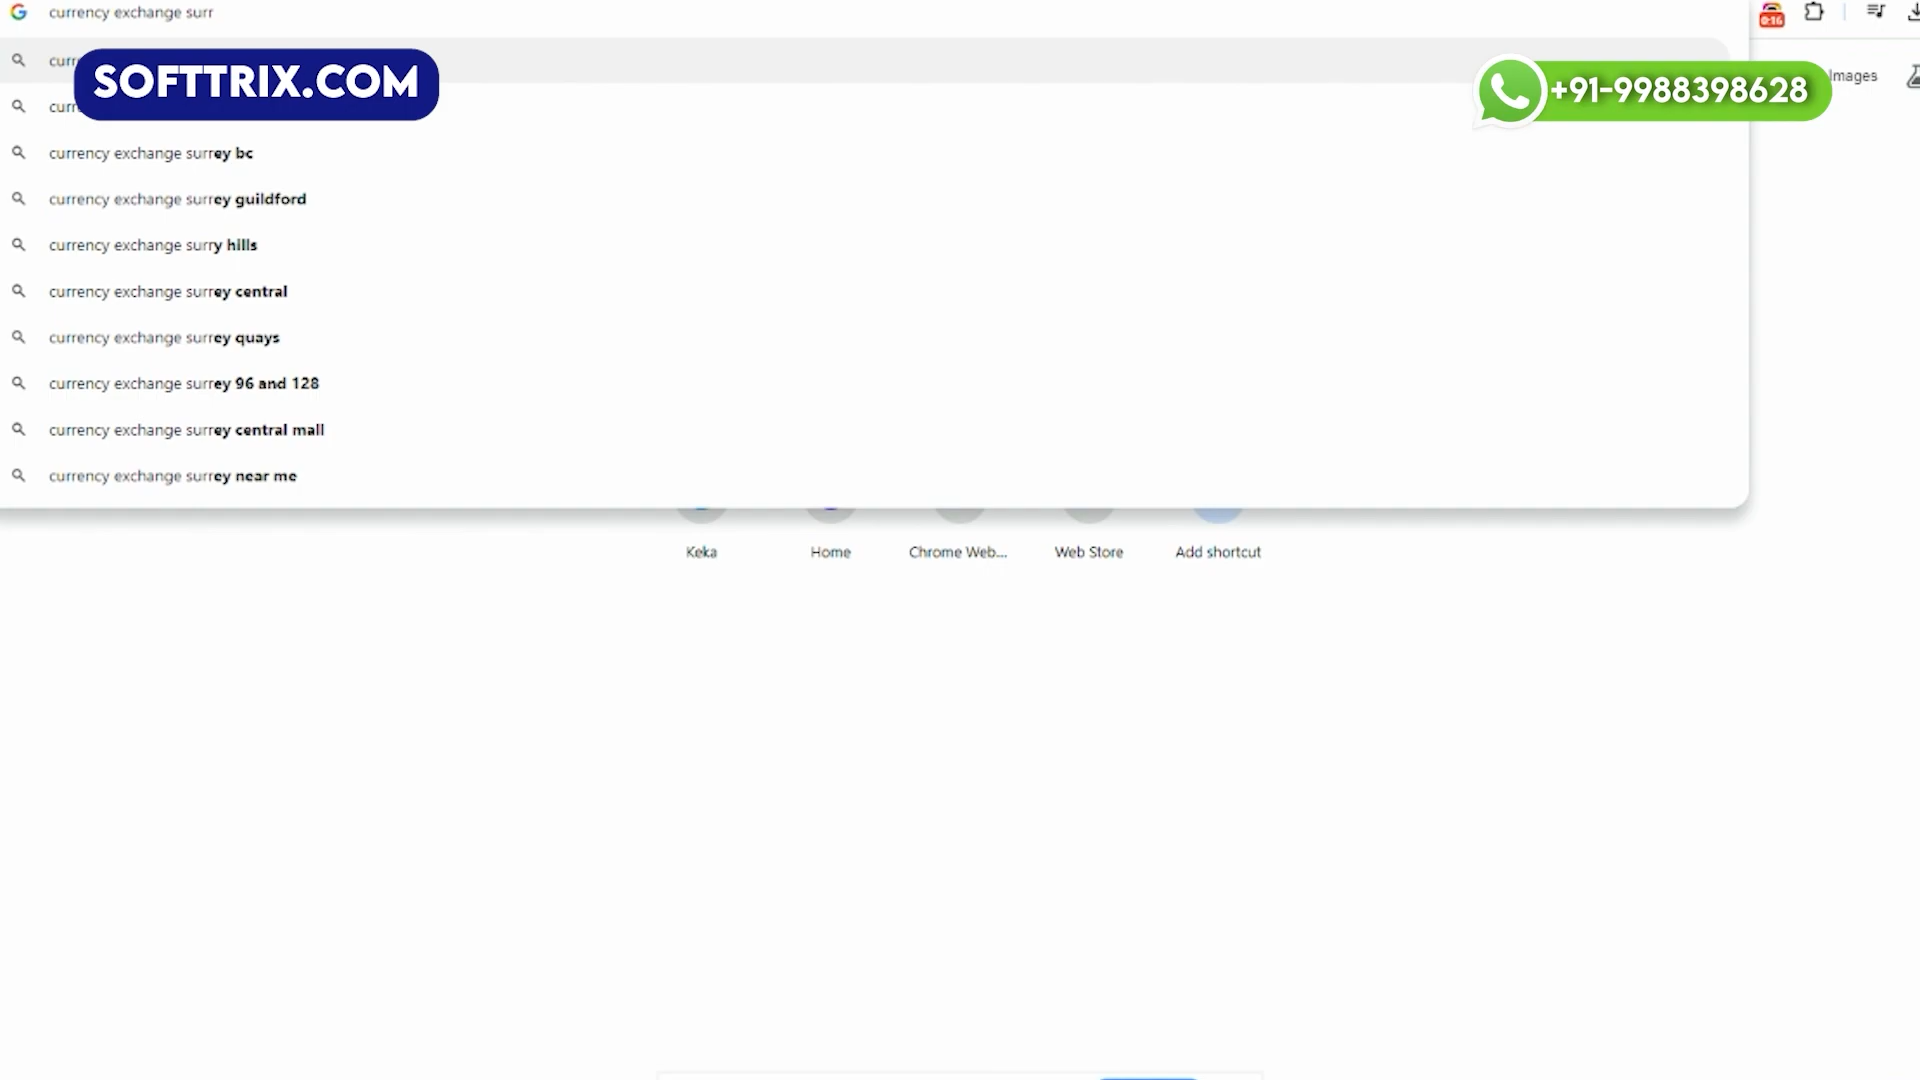 currency exchange surr
0:16
SOFTTRIX.COM
+91-9988398628
Images
currency exchange surrey bc
currency exchange surrey guildford
currency exchange surry hills
currency exchange surrey central
currency exchange surrey quays
currency exchange surrey 96 and 128
currency exchange surrey central mall
currency exchange surrey near me
Keka
Home
Chrome Web...
Web Store
Add shortcut